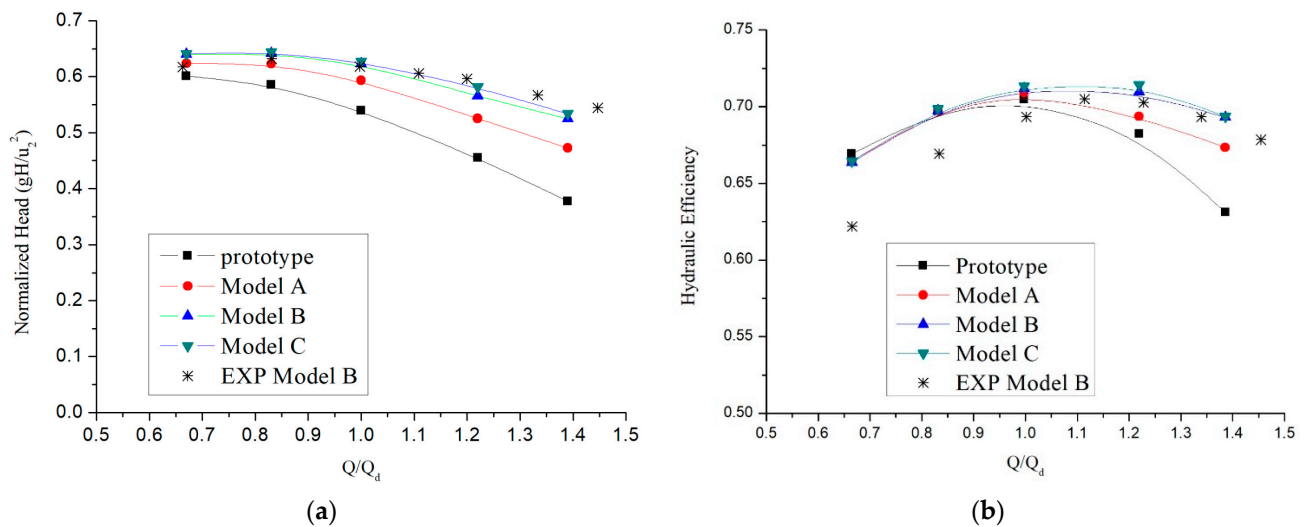 0.7
0.6
0.5
0.4
0.3
0.2
0.1
0.0
Normalized Head (gH/u₂²)
prototype
Model A
Model B
Model C
EXP Model B
0.5 0.6 0.7 0.8 0.9 1.0 1.1 1.2 1.3 1.4 1.5
Q/Q_d
(a)
0.75
0.70
0.65
0.60
0.55
0.50
Hydraulic Efficiency
Prototype
Model A
Model B
Model C
EXP Model B
0.5 0.6 0.7 0.8 0.9 1.0 1.1 1.2 1.3 1.4 1.5
Q/Q_d
(b)